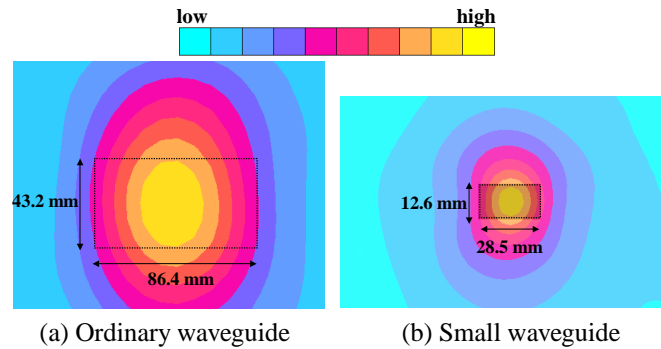 low high
43.2 mm
86.4 mm
12.6 mm
28.5 mm
(a) Ordinary waveguide
(b) Small waveguide